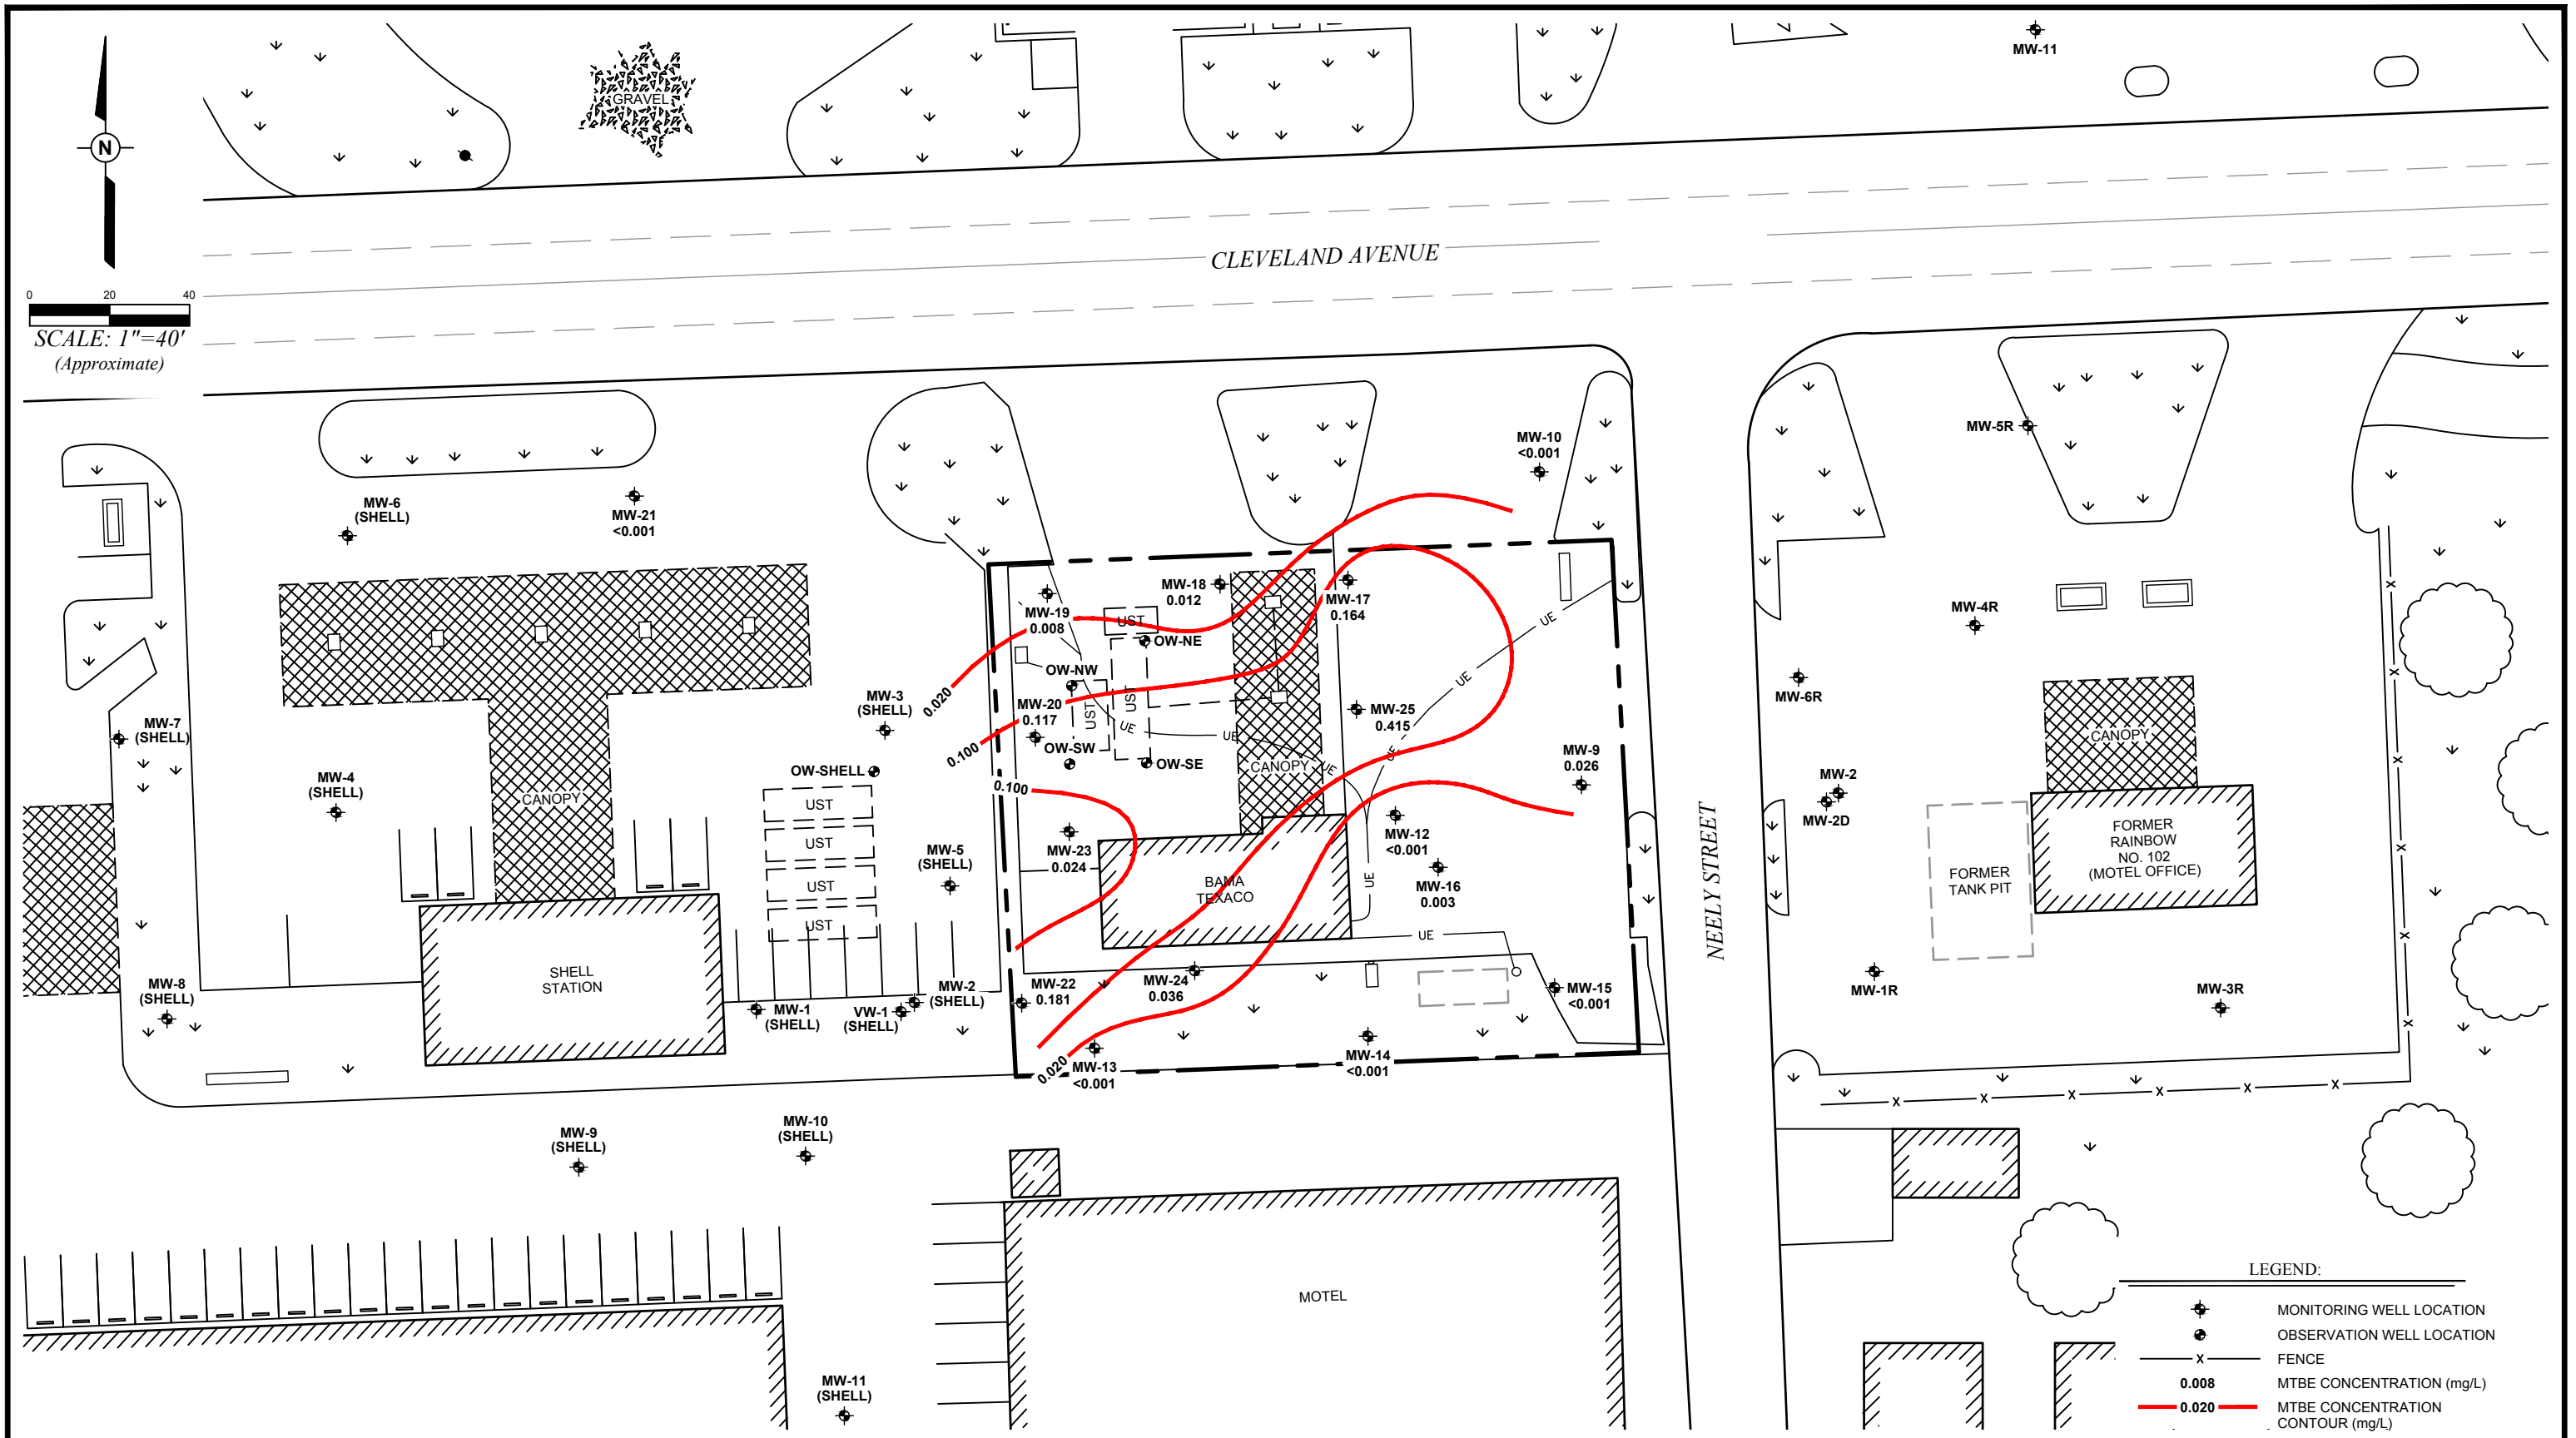 MW-11
GRAVEL
N
CLEVELAND AVENUE
0 20 40
SCALE: 1"=40'
(Approximate)
MW-10
<0.001
MW-5R
MW-6
(SHELL)
MW-21
<0.001
MW-18
0.012
MW-17
0.164
MW-19
0.008
UST
OW-NE
UE
MW-4R
OW-NW
UE
MW-6R
MW-3
(SHELL)
0.020
MW-20
0.117
UST
UST
MW-25
0.415
MW-7
(SHELL)
UE
UE
CANOPY
0.100
OW-SW
OW-SE
CANOPY
UE
UE
MW-9
0.026
OW-SHELL
MW-4
(SHELL)
CANOPY
0.100
UST
MW-2
MW-2D
MW-12
<0.001
FORMER
RAINBOW
NO. 102
(MOTEL OFFICE)
UST
MW-5
(SHELL)
MW-23
0.024
NEELY STREET
FORMER
TANK PIT
UST
BAMA
TEXACO
UE
MW-16
0.003
UST
UE
SHELL
STATION
MW-8
(SHELL)
MW-1
(SHELL)
VW-1
(SHELL)
MW-2
(SHELL)
MW-22
0.181
MW-24
0.036
MW-15
<0.001
MW-1R
MW-3R
0.020
MW-13
<0.001
MW-14
<0.001
MW-9
(SHELL)
MW-10
(SHELL)
MOTEL
MW-11
(SHELL)
LEGEND:
MONITORING WELL LOCATION
OBSERVATION WELL LOCATION
X FENCE
0.008 MTBE CONCENTRATION (mg/L)
0.020 MTBE CONCENTRATION
CONTOUR (mg/L)